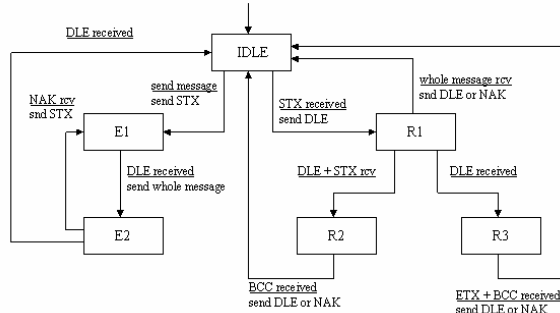 DLE received
IDLE
send message
send STX
NAK rcv
snd STX
STX received
send DLE
whole message rcv
snd DLE or NAK
E1
R1
DLE received
send whole message
DLE + STX rcv
DLE received
E2
R2
R3
BCC received
send DLE or NAK
ETX + BCC received
send DLE or NAK